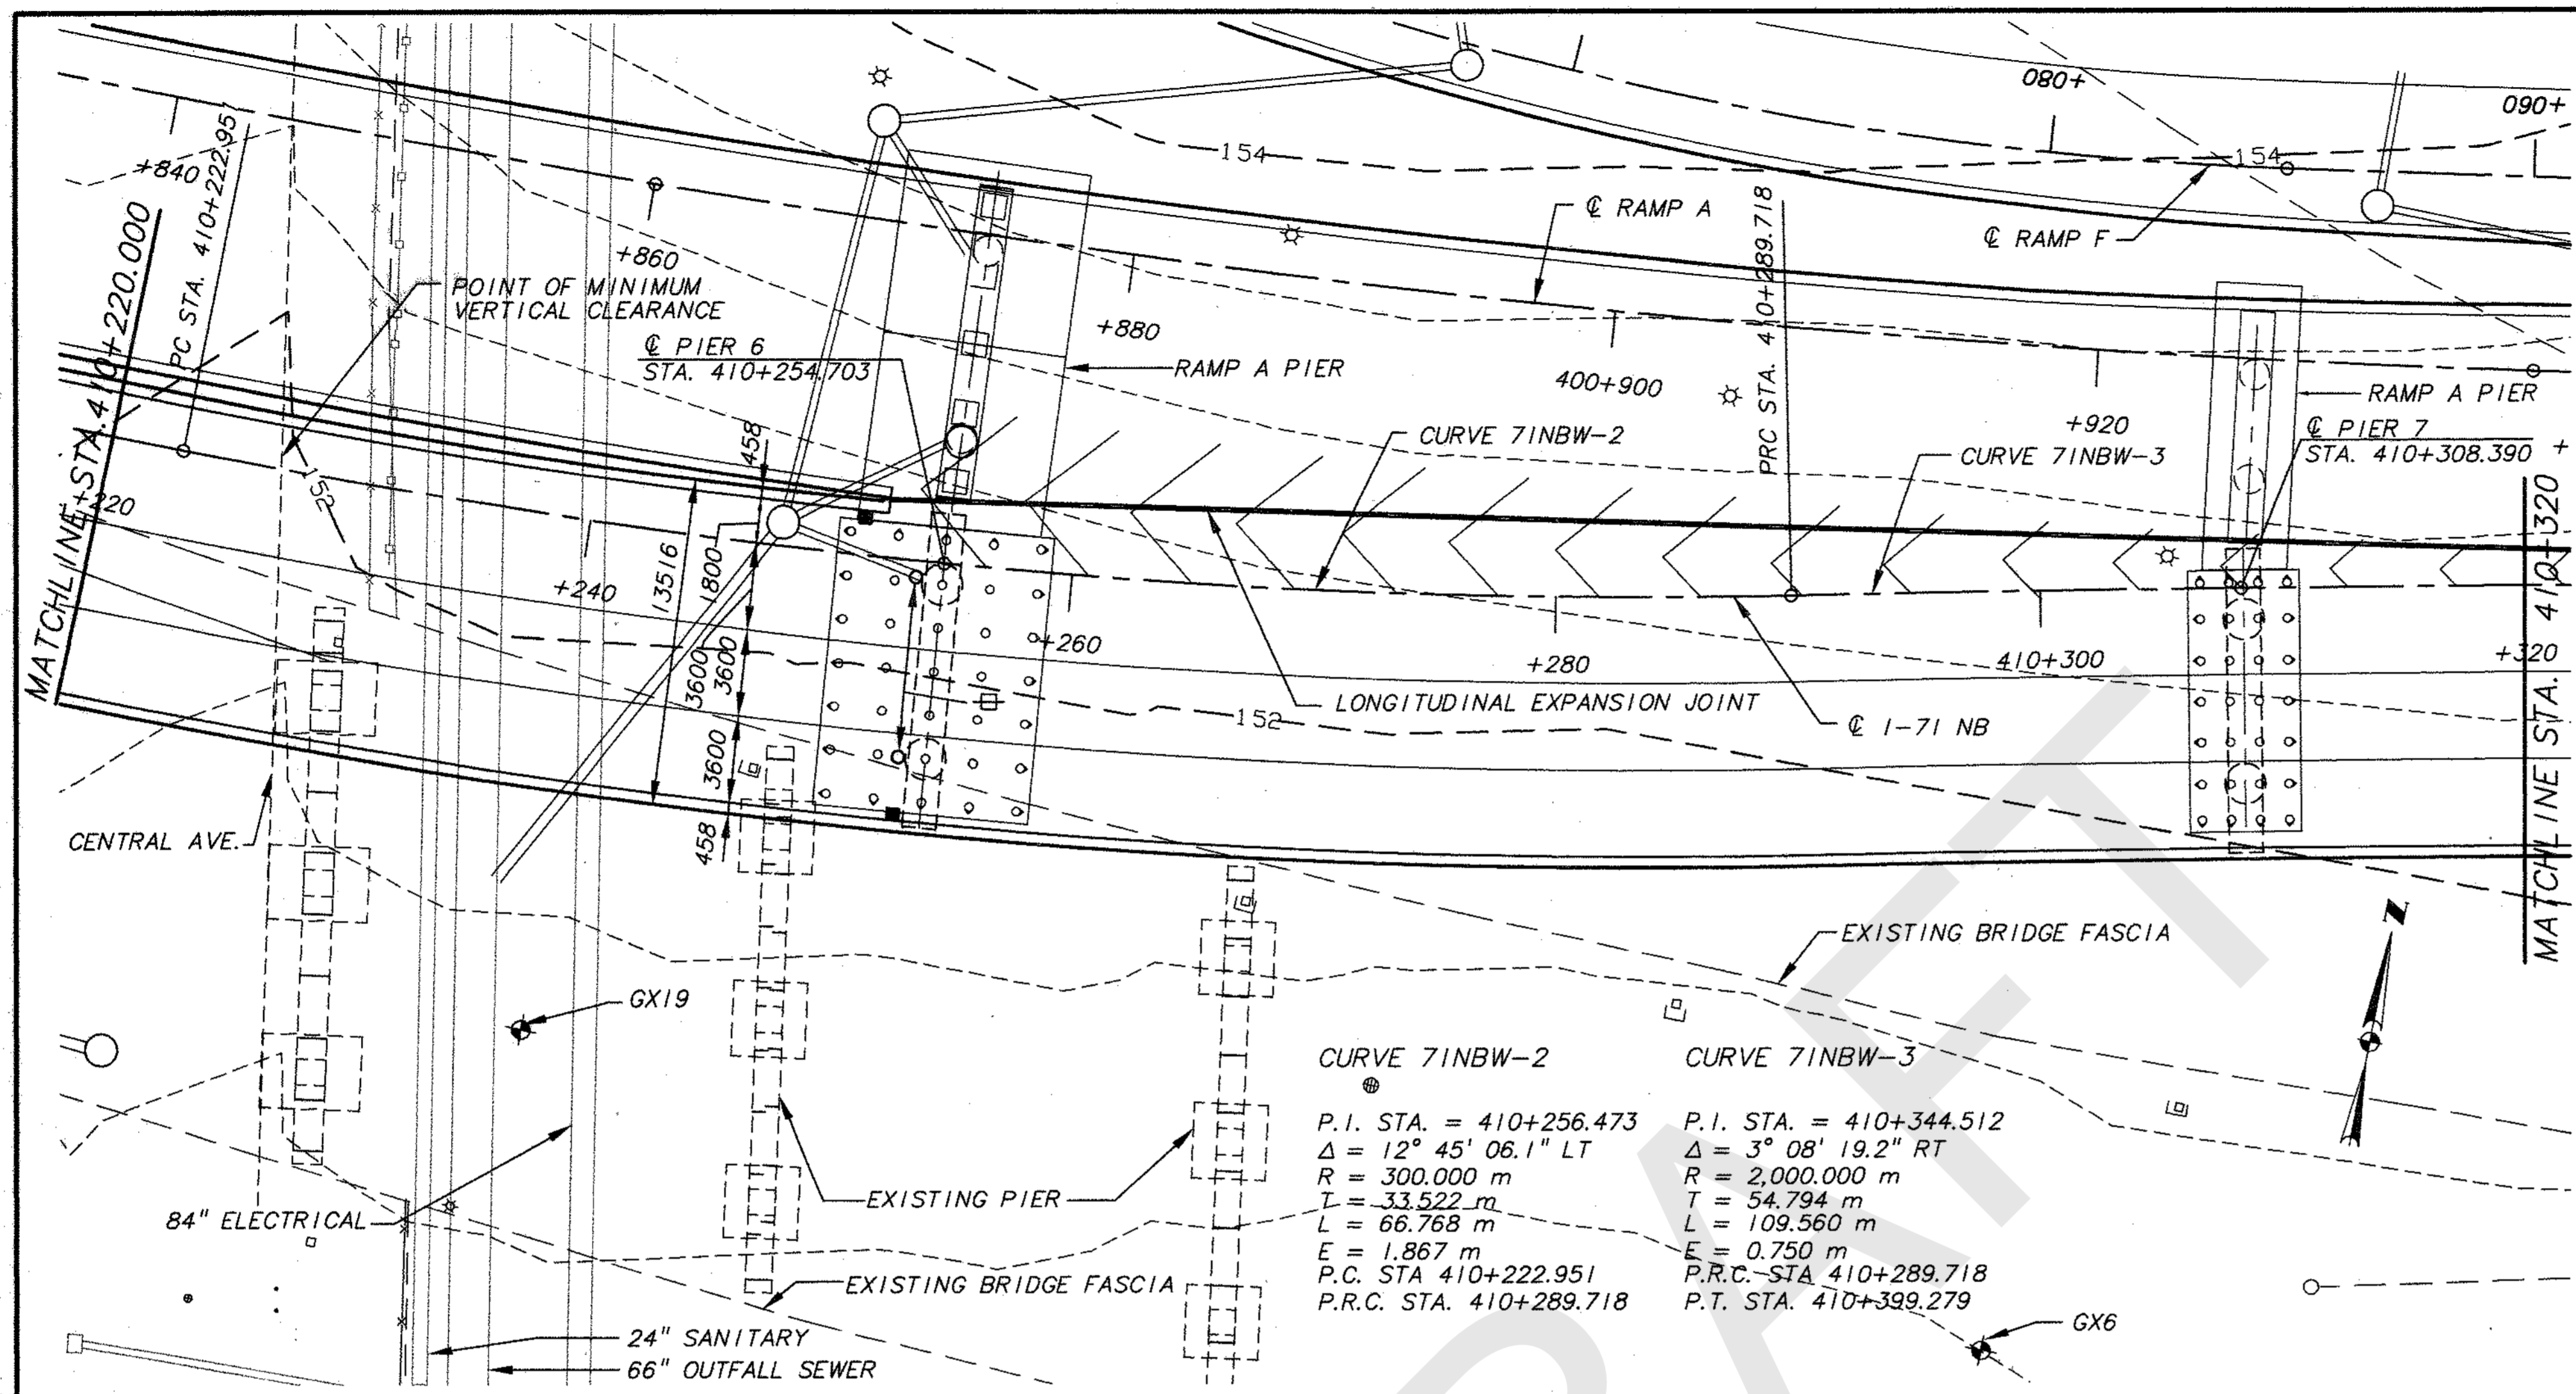 080+
090+
154
154
+840
PC STA. 410+222.951
MATCHLINE STA.410+220.000
+860
POINT OF MINIMUM
VERTICAL CLEARANCE
℄ PIER 6
STA. 410+254.703
+880
RAMP A PIER
℄ RAMP A
℄ RAMP F
PRC STA. 410+289.718
400+900
+920
RAMP A PIER
℄ PIER 7
STA. 410+308.390
+
CURVE 71NBW-2
CURVE 71NBW-3
152
+220
+240
458
13516
1800
3600
3600
3600
458
+260
+280
410+300
+320
LONGITUDINAL EXPANSION JOINT
152
℄ I-71 NB
MATCHLINE STA. 410+320
CENTRAL AVE.
GX19
EXISTING BRIDGE FASCIA
N
84" ELECTRICAL
EXISTING PIER
EXISTING BRIDGE FASCIA
24" SANITARY
66" OUTFALL SEWER
CURVE 71NBW-2
P.I. STA. = 410+256.473
Δ = 12° 45' 06.1" LT
R = 300.000 m
T = 33.522 m
L = 66.768 m
E = 1.867 m
P.C. STA 410+222.951
P.R.C. STA. 410+289.718
CURVE 71NBW-3
P.I. STA. = 410+344.512
Δ = 3° 08' 19.2" RT
R = 2,000.000 m
T = 54.794 m
L = 109.560 m
E = 0.750 m
P.R.C. STA 410+289.718
P.T. STA. 410+399.279
GX6
RAFT